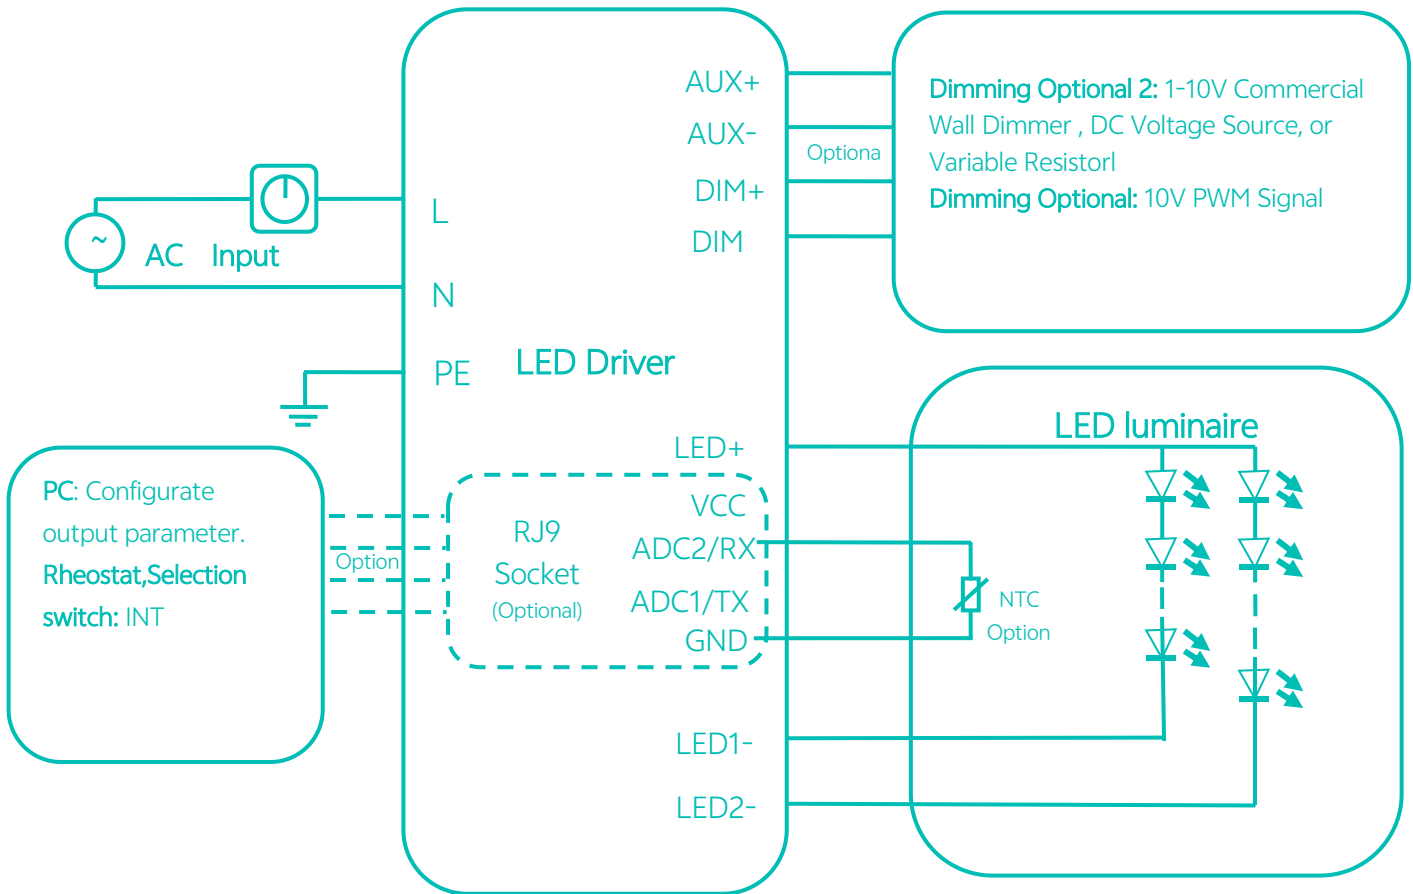 AUX+
AUX-
Optiona
DIM+
DIM
Dimming Optional 2: 1-10V Commercial
Wall Dimmer , DC Voltage Source, or
Variable Resistorl
Dimming Optional: 10V PWM Signal
L
~
AC Input
N
PE
LED Driver
LED luminaire
LED+
PC: Configurate
output parameter.
Rheostat,Selection
switch: INT
Option
RJ9
Socket
(Optional)
VCC
ADC2/RX
ADC1/TX
GND
NTC
Option
LED1-
LED2-